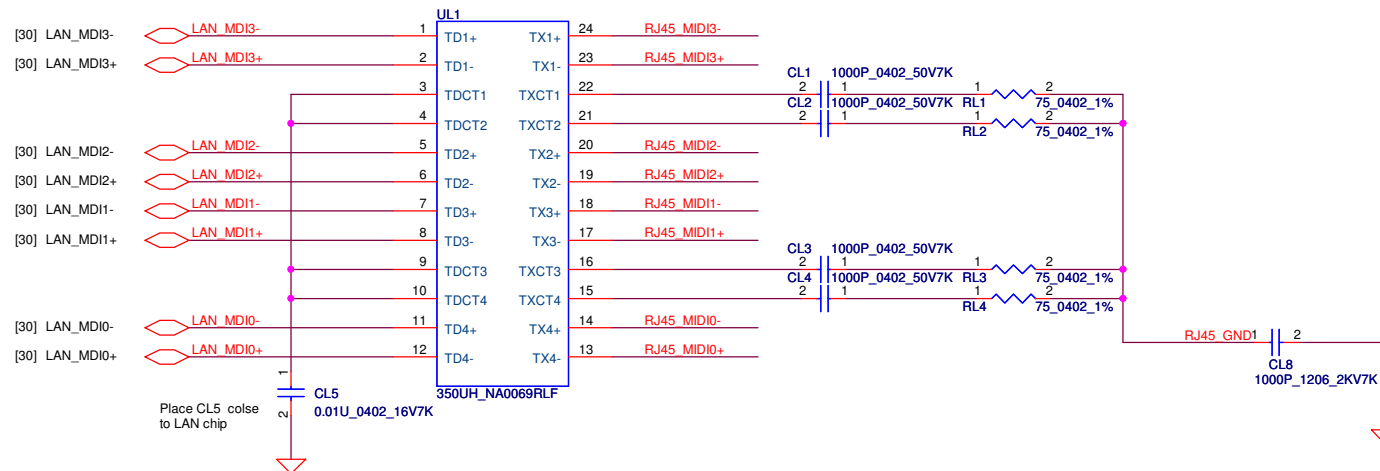 UL1
[30] LAN_MDI3- LAN_MDI3- 1 TD1+ TX1+ 24 RJ45_MIDI3-
[30] LAN_MDI3+ LAN_MDI3+ 2 TD1- TX1- 23 RJ45_MIDI3+
CL1 1000P_0402_50V7K
3 TDCT1 TXCT1 22 2 1 1 2
CL2 1000P_0402_50V7K RL1 75_0402_1%
4 TDCT2 TXCT2 21 2 1 1 2
RL2 75_0402_1%
[30] LAN_MDI2- LAN_MDI2- 5 TD2+ TX2+ 20 RJ45_MIDI2-
[30] LAN_MDI2+ LAN_MDI2+ 6 TD2- TX2- 19 RJ45_MIDI2+
[30] LAN_MDI1- LAN_MDI1- 7 TD3+ TX3+ 18 RJ45_MIDI1-
[30] LAN_MDI1+ LAN_MDI1+ 8 TD3- TX3- 17 RJ45_MIDI1+
CL3 1000P_0402_50V7K
9 TDCT3 TXCT3 16 2 1 1 2
CL4 1000P_0402_50V7K RL3 75_0402_1%
10 TDCT4 TXCT4 15 2 1 1 2
RL4 75_0402_1%
[30] LAN_MDI0- LAN_MDI0- 11 TD4+ TX4+ 14 RJ45_MIDI0-
RJ45_GND 1 2
[30] LAN_MDI0+ LAN_MDI0+ 12 TD4- TX4- 13 RJ45_MIDI0+
CL8
1000P_1206_2KV7K
1
CL5
350UH_NA0069RLF
Place CL5 colse
to LAN chip
2
0.01U_0402_16V7K